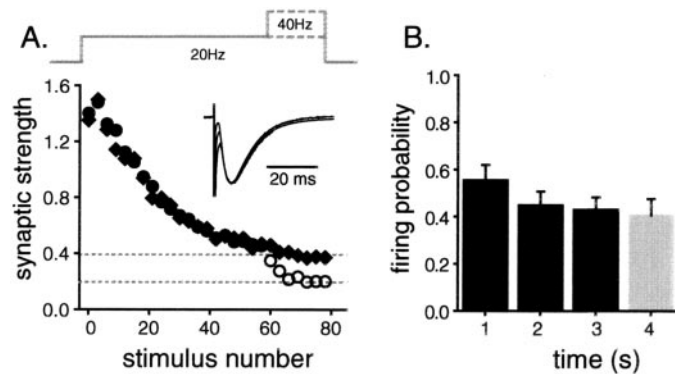 A.
40Hz
20Hz
synaptic strength
1.6
1.2
0.8
0.4
0.0
20 ms
0 20 40 60 80
stimulus number
B.
firing probability
1.0
0.8
0.6
0.4
0.2
0.0
1 2 3 4
time (s)